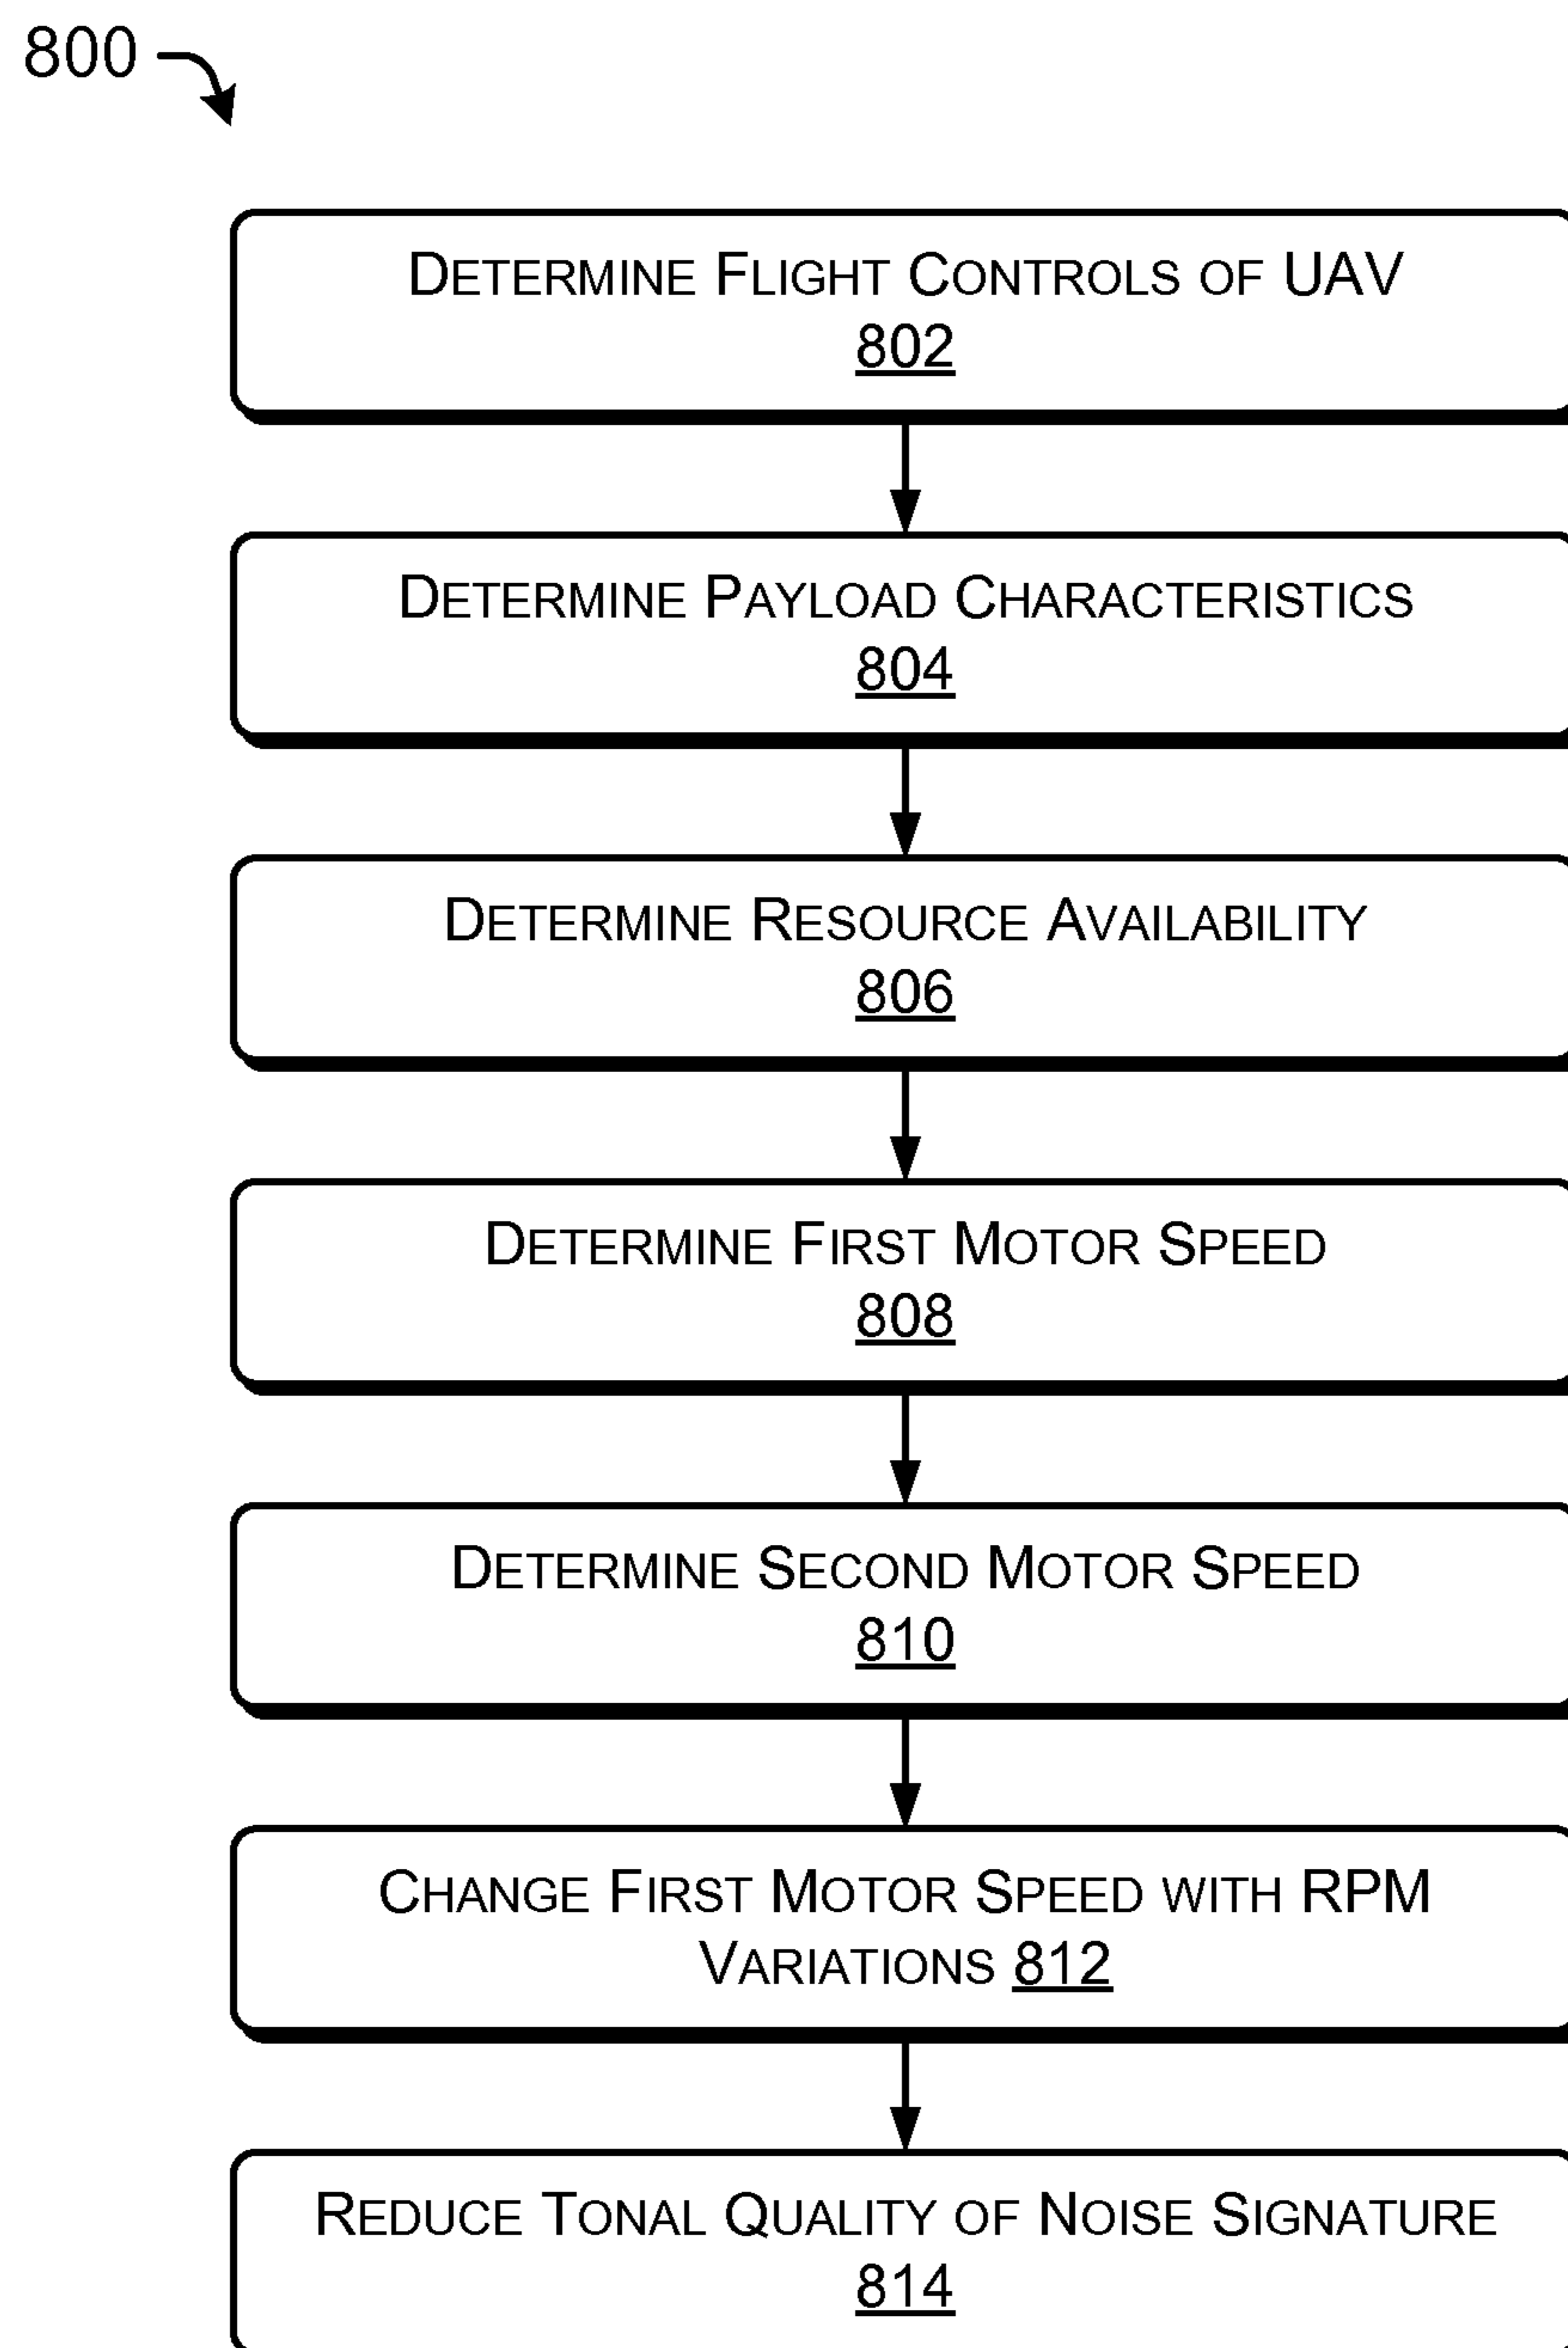 800
Determine Flight Controls of UAV
802
Determine Payload Characteristics
804
Determine Resource Availability
806
Determine First Motor Speed
808
Determine Second Motor Speed
810
Change First Motor Speed with RPM
Variations 812
Reduce Tonal Quality of Noise Signature
814